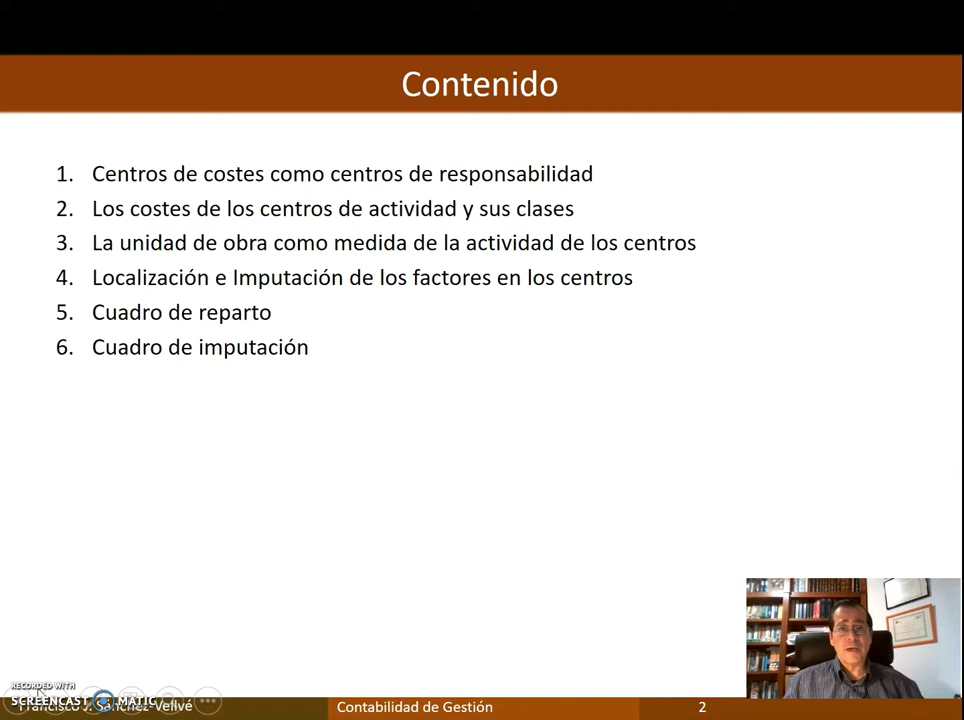 Contenido
1. Centros de costes como centros de responsabilidad
2. Los costes de los centros de actividad y sus clases
3. La unidad de obra como medida de la actividad de los centros
4. Localización e Imputación de los factores en los centros
5. Cuadro de reparto
6. Cuadro de imputación
RECORDED WITH
SCREENCAST MATIC
Francisco J. Sánchez-Vellvé
Contabilidad de Gestión
2